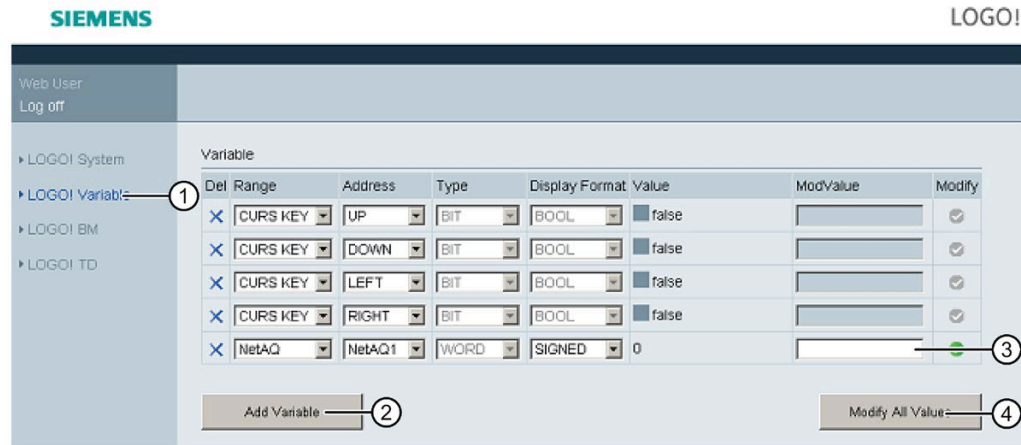 SIEMENS
LOGO!
Web User
Log off
LOGO! System
LOGO! Variable
LOGO! BM
LOGO! TD
1
Variable
Del Range Address Type Display Format Value ModValue Modify
CURS KEY UP BIT BOOL false
CURS KEY DOWN BIT BOOL false
CURS KEY LEFT BIT BOOL false
CURS KEY RIGHT BIT BOOL false
NetAQ NetAQ1 WORD SIGNED 0 3
Add Variable 2 Modify All Values 4